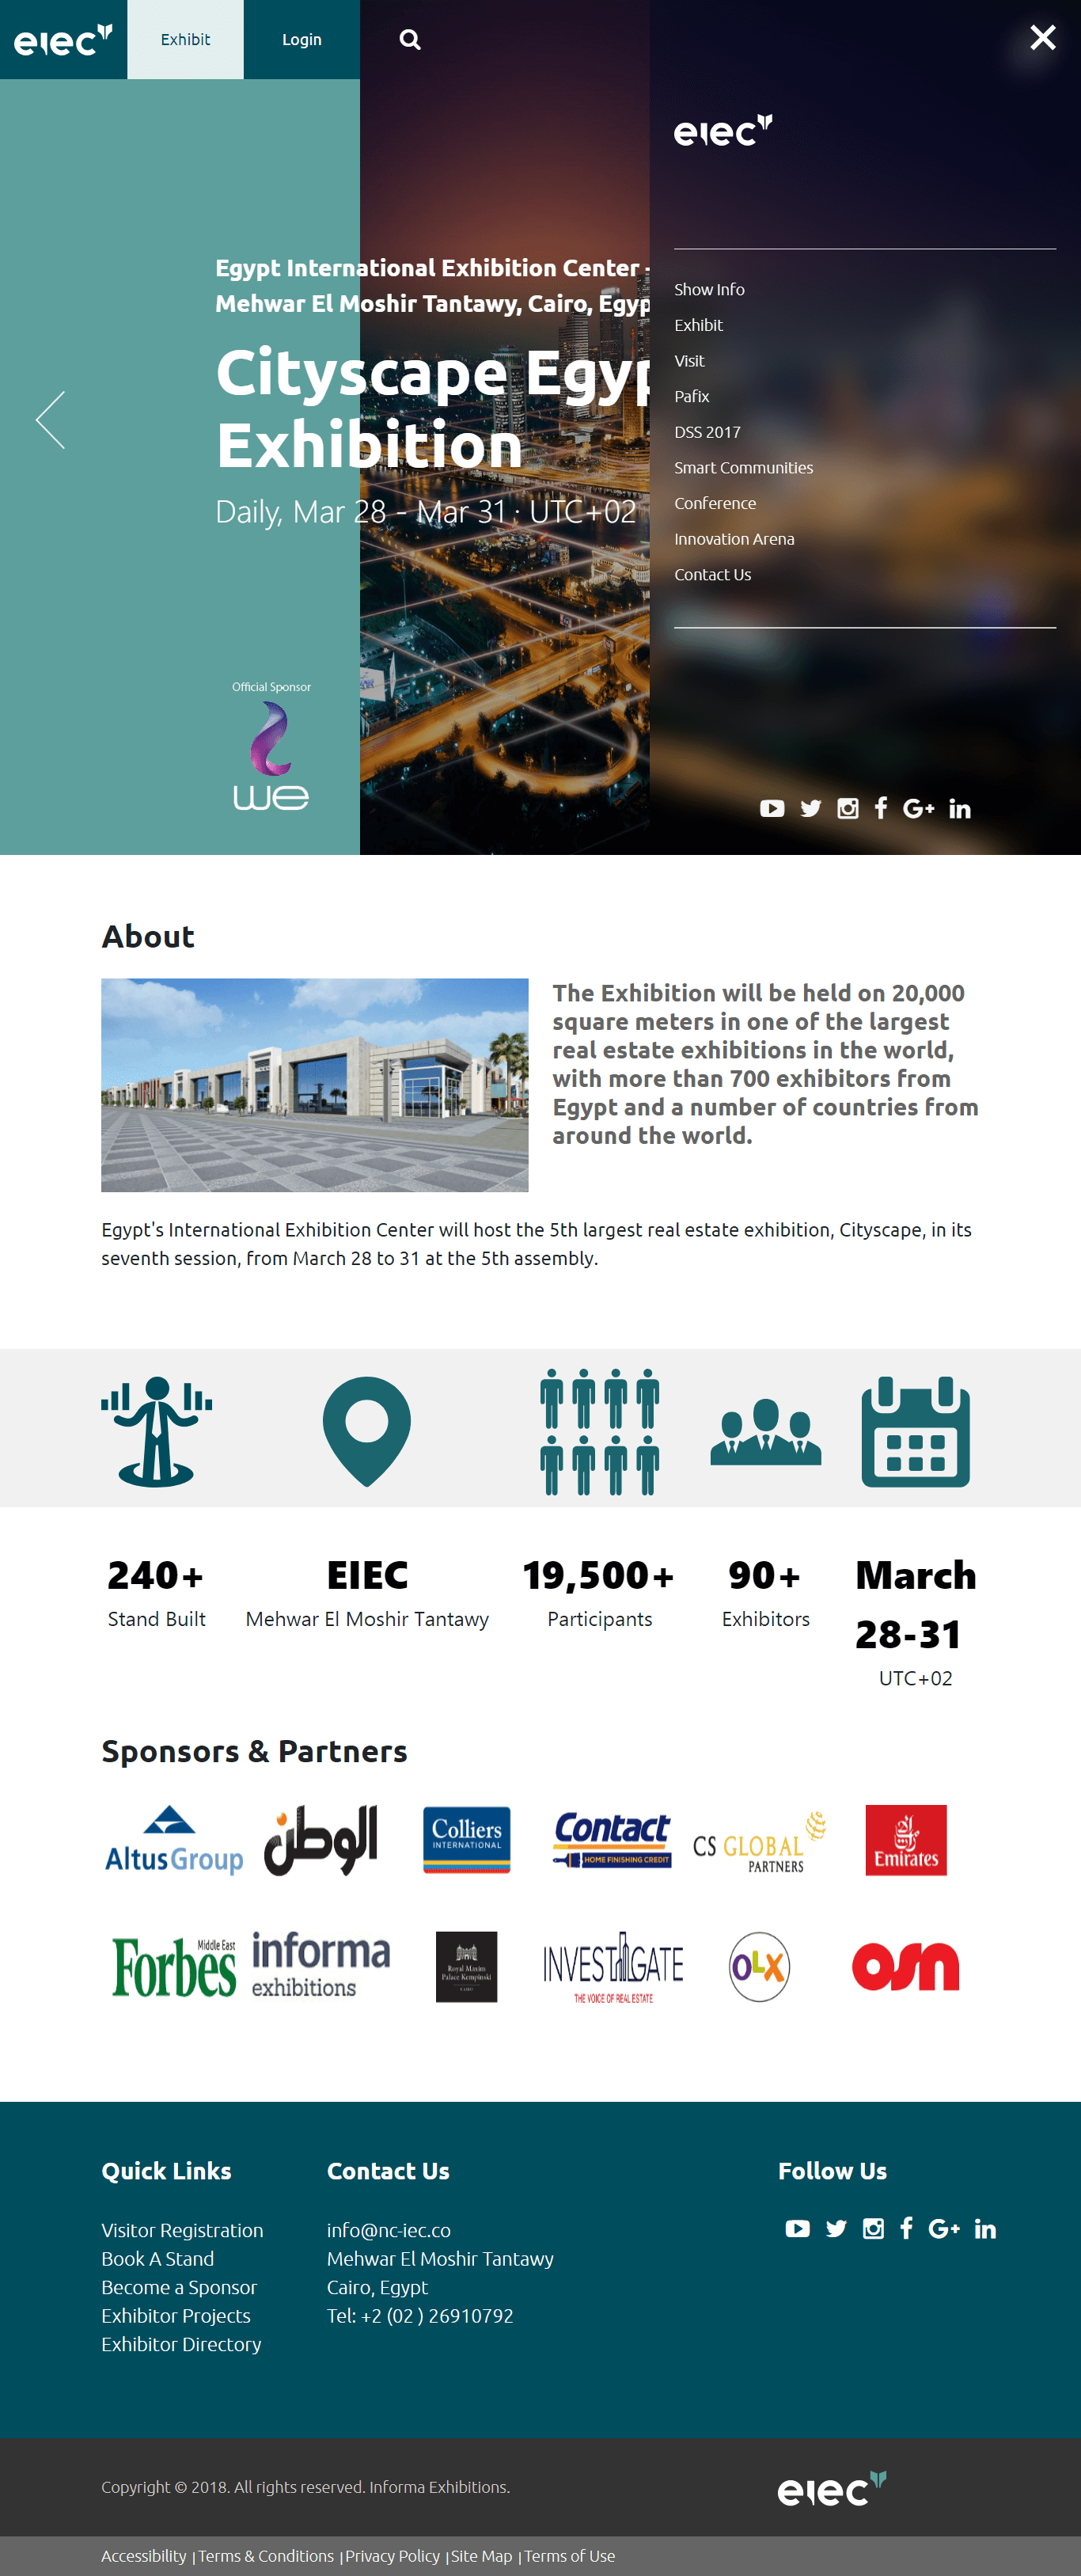 eiec
Exhibit
Login
eiec
Egypt International Exhibition Center -
Mehwar El Moshir Tantawy, Cairo, Egyp
Cityscape Egyp
Exhibition
Daily, Mar 28 - Mar 31 · UTC+02
Official Sponsor
we
Show Info
Exhibit
Visit
Pafix
DSS 2017
Smart Communities
Conference
Innovation Arena
Contact Us
About
The Exhibition will be held on 20,000
square meters in one of the largest
real estate exhibitions in the world,
with more than 700 exhibitors from
Egypt and a number of countries from
around the world.
Egypt's International Exhibition Center will host the 5th largest real estate exhibition, Cityscape, in its
seventh session, from March 28 to 31 at the 5th assembly.
240+
Stand Built
EIEC
Mehwar El Moshir Tantawy
19,500+
Participants
90+
Exhibitors
March
28-31
UTC+02
Sponsors & Partners
AltusGroup
الوطن
Colliers
INTERNATIONAL
Contact
HOME FINISHING CREDIT
CS GLOBAL
PARTNERS
Emirates
Forbes
Middle East
informa
exhibitions
Royal Maxim
Palace Kempinski
CAIRO
INVESTIGATE
THE VOICE OF REAL ESTATE
OLX
osn
Quick Links
Visitor Registration
Book A Stand
Become a Sponsor
Exhibitor Projects
Exhibitor Directory
Contact Us
info@nc-iec.co
Mehwar El Moshir Tantawy
Cairo, Egypt
Tel: +2 (02 ) 26910792
Follow Us
Copyright © 2018. All rights reserved. Informa Exhibitions.
eiec
Accessibility | Terms & Conditions | Privacy Policy | Site Map | Terms of Use